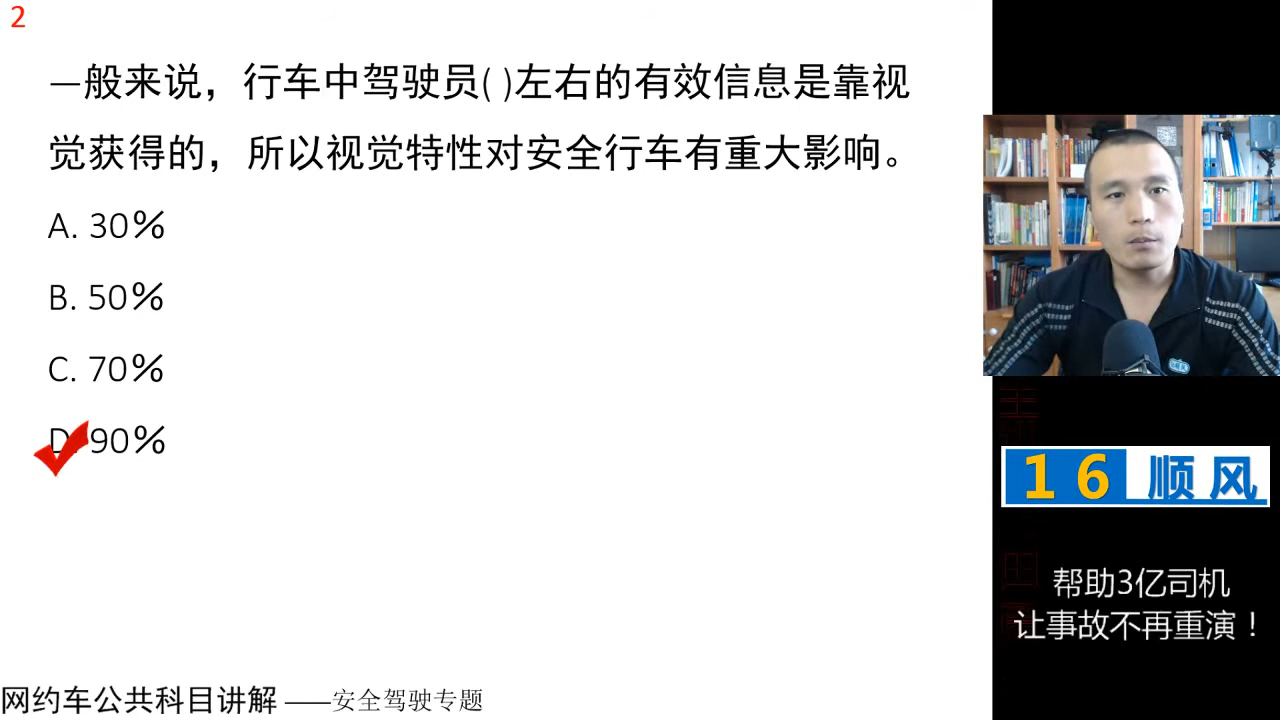 2
一般来说，行车中驾驶员( )左右的有效信息是靠视
觉获得的，所以视觉特性对安全行车有重大影响。
A. 30%
B. 50%
C. 70%
D. 90%
16顺风
帮助3亿司机
让事故不再重演！
网约车公共科目讲解 ——安全驾驶专题